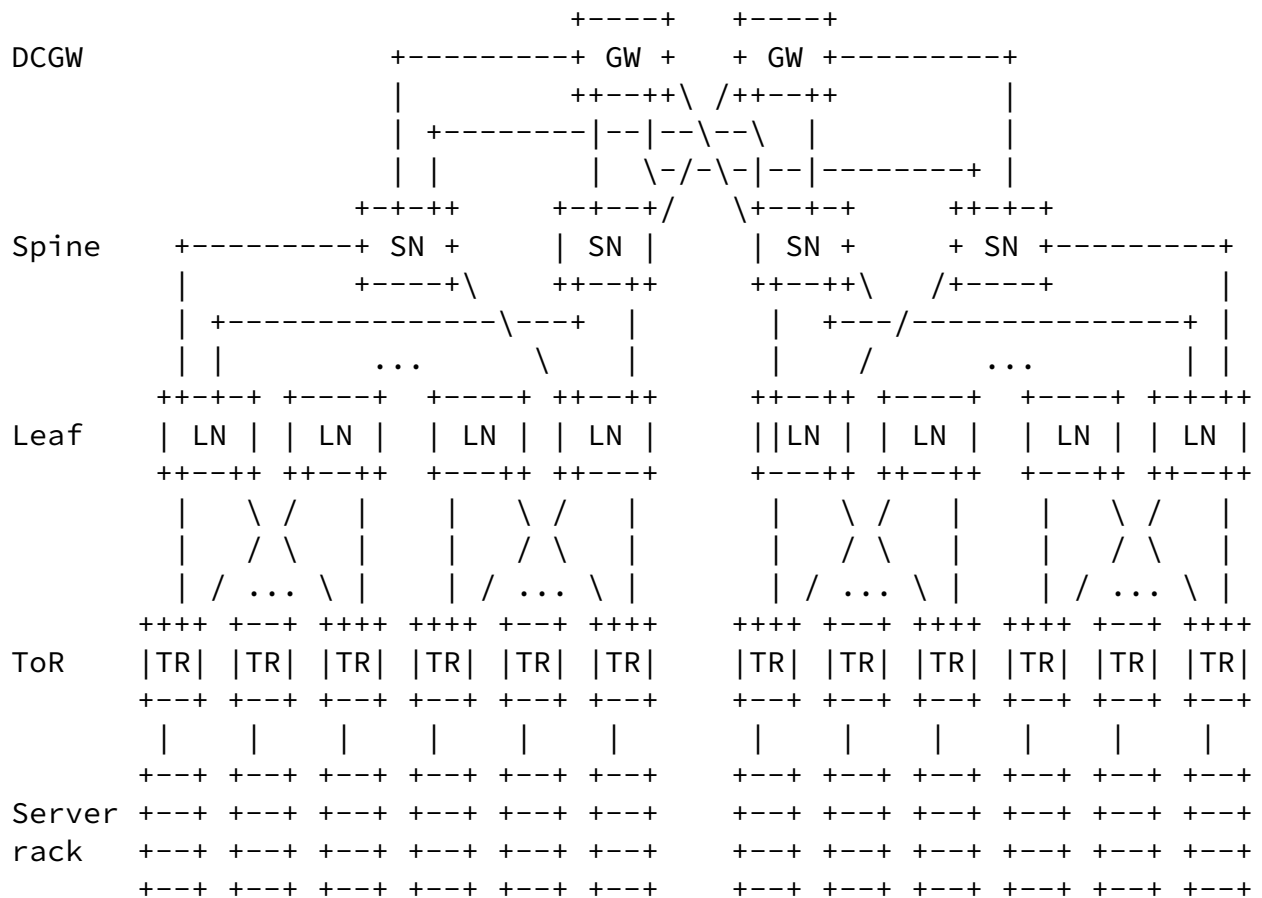 +----+   +----+
DCGW                 +---------+ GW +   + GW +---------+
                     |         ++--++\ /++--++         |
                     | +--------|--|--\--\  |          |
                     | |        |  \-/-\-|--|--------+ |
                   +-+-++     +-+--+/   \+--+-+     ++-+-+
Spine    +---------+ SN +     | SN |     | SN +     + SN +---------+
         |         +----+\    ++--++     ++--++\   /+----+         |
         | +---------------\---+  |       |  +---/---------------+ |
         | |        ...      \    |       |    /      ...        | |
        ++-+-+ +----+  +----+ ++--++     ++--++ +----+  +----+ +-+-++
Leaf    | LN | | LN |  | LN | | LN |     ||LN | | LN |  | LN | | LN |
        ++--++ ++--++  +---++ ++---+     +---++ ++--++  +---++ ++--++
         |   \ /   |    |   \ /   |       |   \ /   |    |   \ /   |
         |   / \   |    |   / \   |       |   / \   |    |   / \   |
         | / ... \ |    | / ... \ |       | / ... \ |    | / ... \ |
       ++++ +--+ ++++ ++++ +--+ ++++    ++++ +--+ ++++ ++++ +--+ ++++
ToR    |TR| |TR| |TR| |TR| |TR| |TR|    |TR| |TR| |TR| |TR| |TR| |TR|
       +--+ +--+ +--+ +--+ +--+ +--+    +--+ +--+ +--+ +--+ +--+ +--+
        |    |    |    |    |    |       |    |    |    |    |    |
       +--+ +--+ +--+ +--+ +--+ +--+    +--+ +--+ +--+ +--+ +--+ +--+
Server +--+ +--+ +--+ +--+ +--+ +--+    +--+ +--+ +--+ +--+ +--+ +--+
rack   +--+ +--+ +--+ +--+ +--+ +--+    +--+ +--+ +--+ +--+ +--+ +--+
       +--+ +--+ +--+ +--+ +--+ +--+    +--+ +--+ +--+ +--+ +--+ +--+